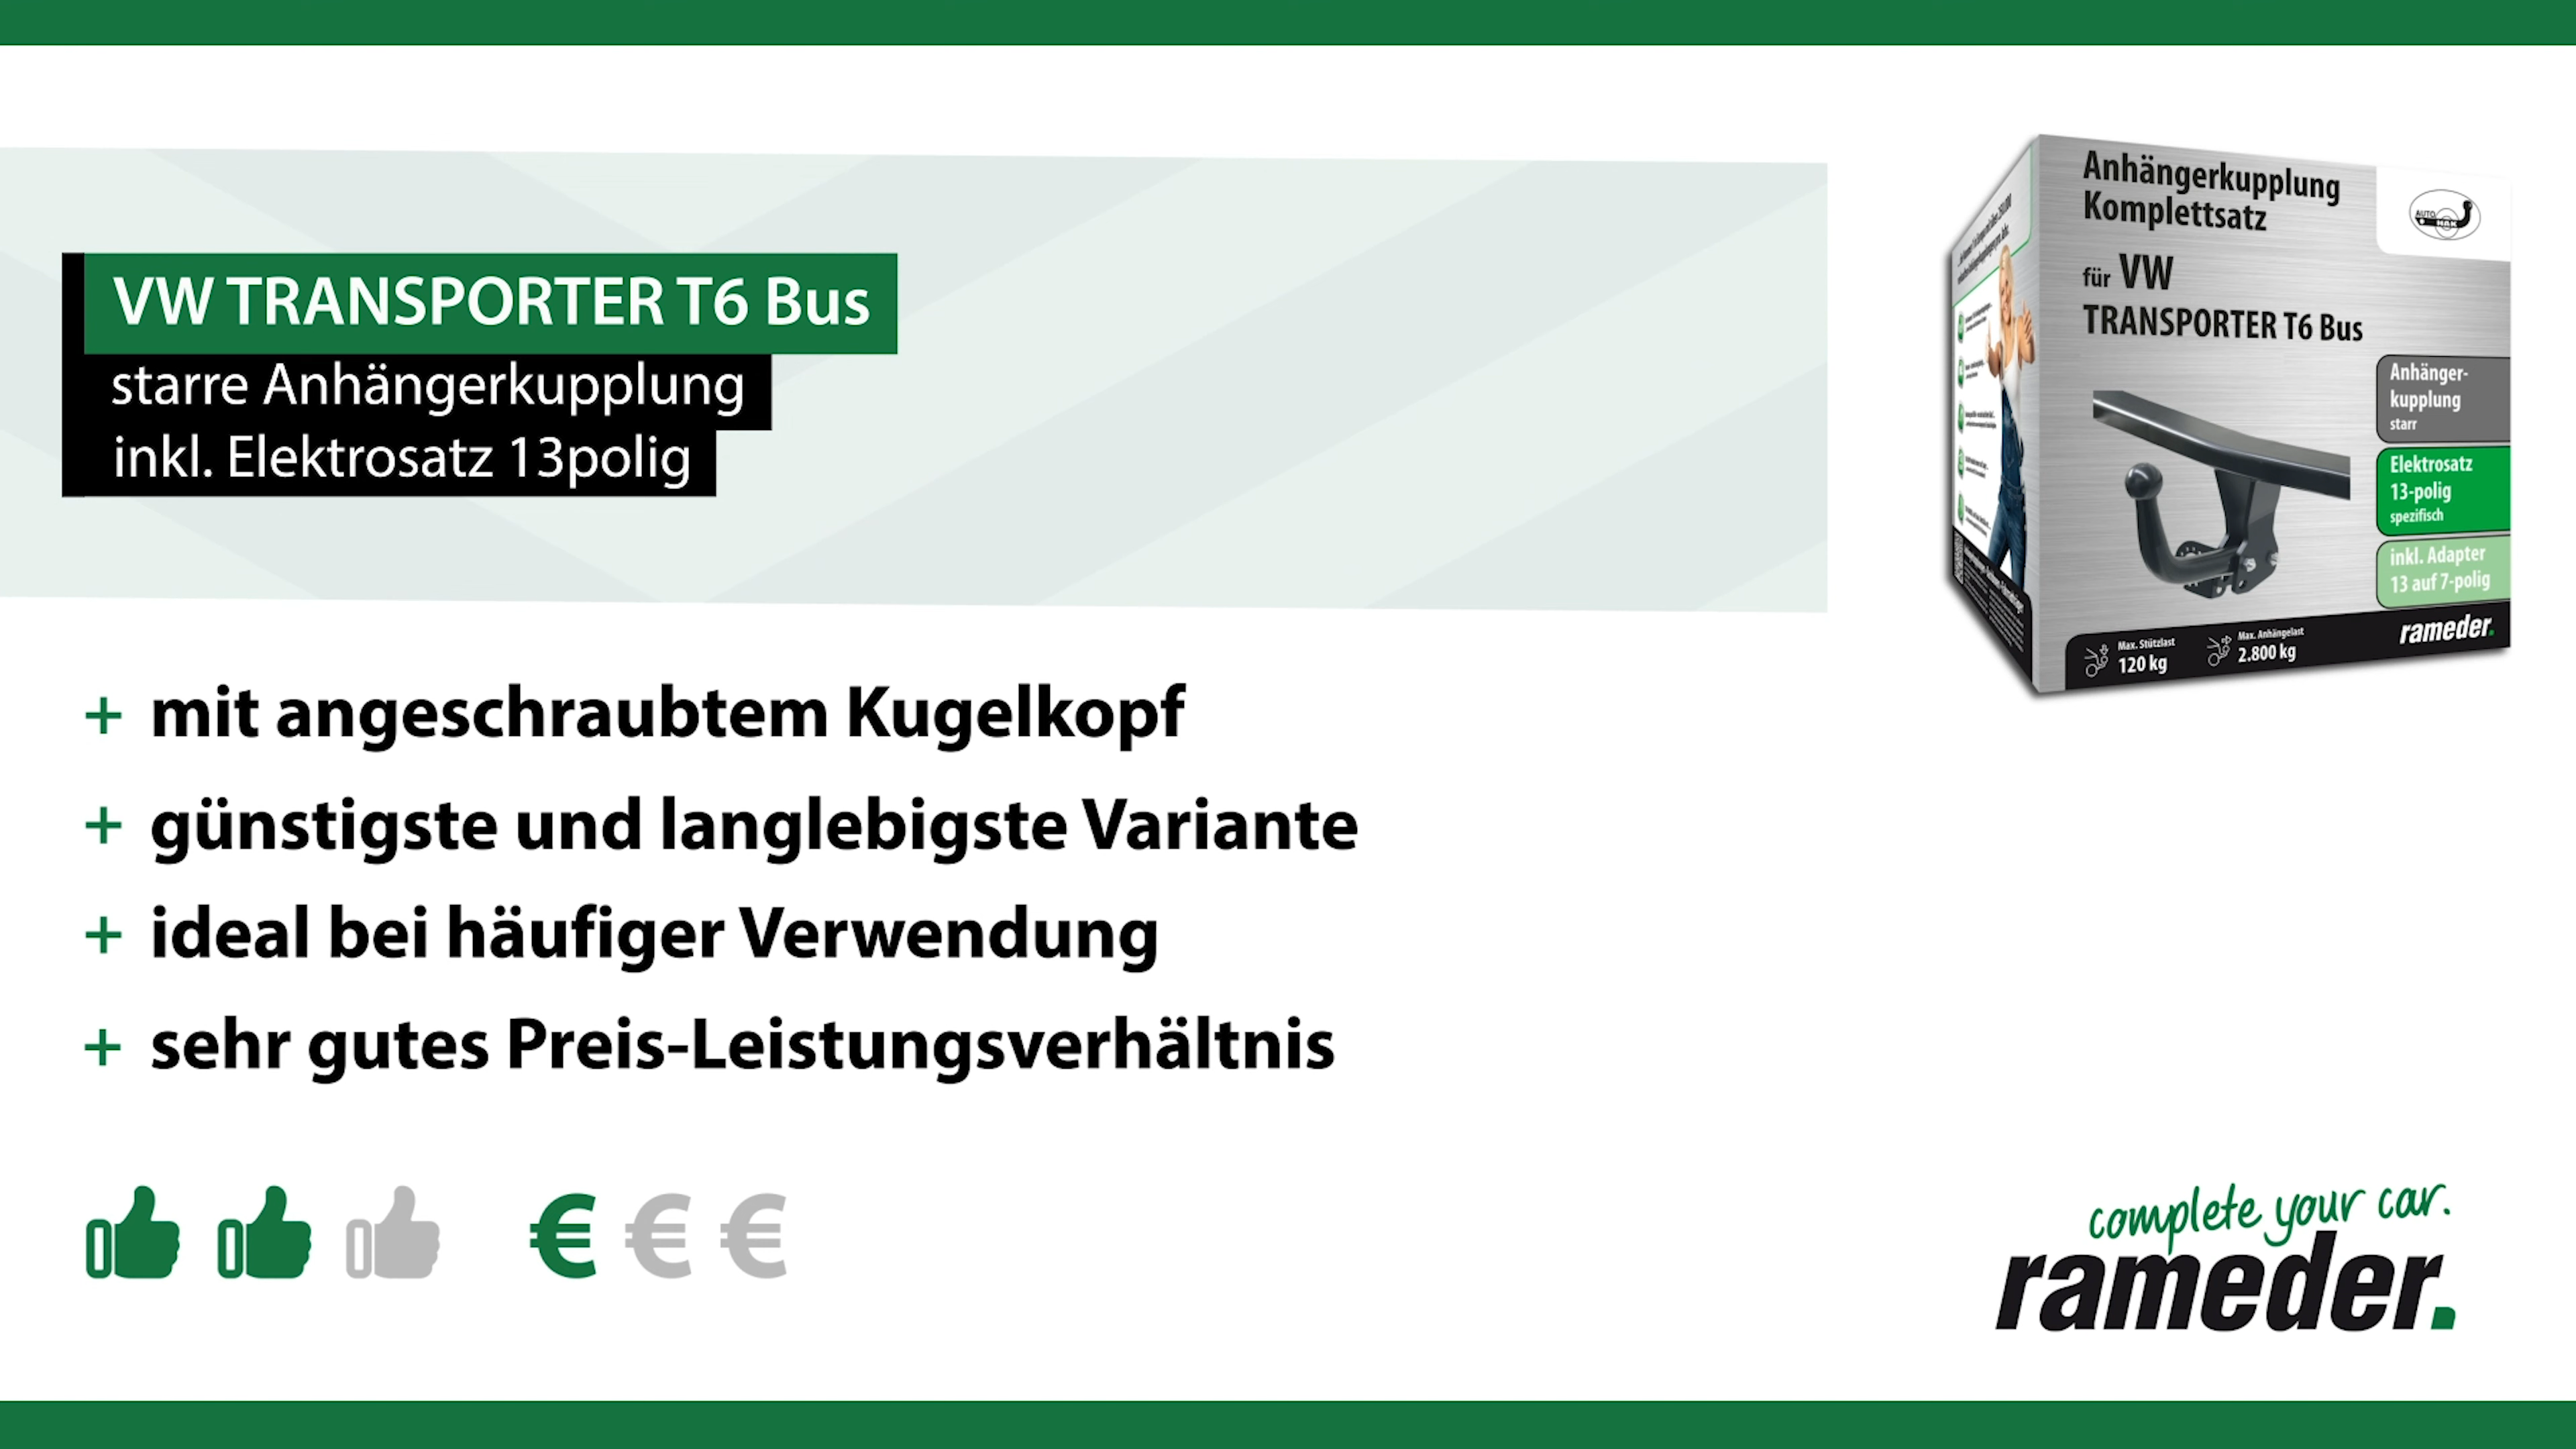 VW TRANSPORTER T6 Bus
starre Anhängerkupplung
inkl. Elektrosatz 13polig
+ mit angeschraubtem Kugelkopf
+ günstigste und langlebigste Variante
+ ideal bei häufiger Verwendung
+ sehr gutes Preis-Leistungsverhältnis
€ € €
Anhängerkupplung
Komplettsatz
für VW
TRANSPORTER T6 Bus
AUTO
HAK
Anhänger-
kupplung
starr
Elektrosatz
13-polig
spezifisch
inkl. Adapter
13 auf 7-polig
Max. Stützlast
120 kg
Max. Anhängelast
2.800 kg
rameder.
complete your car.
rameder.